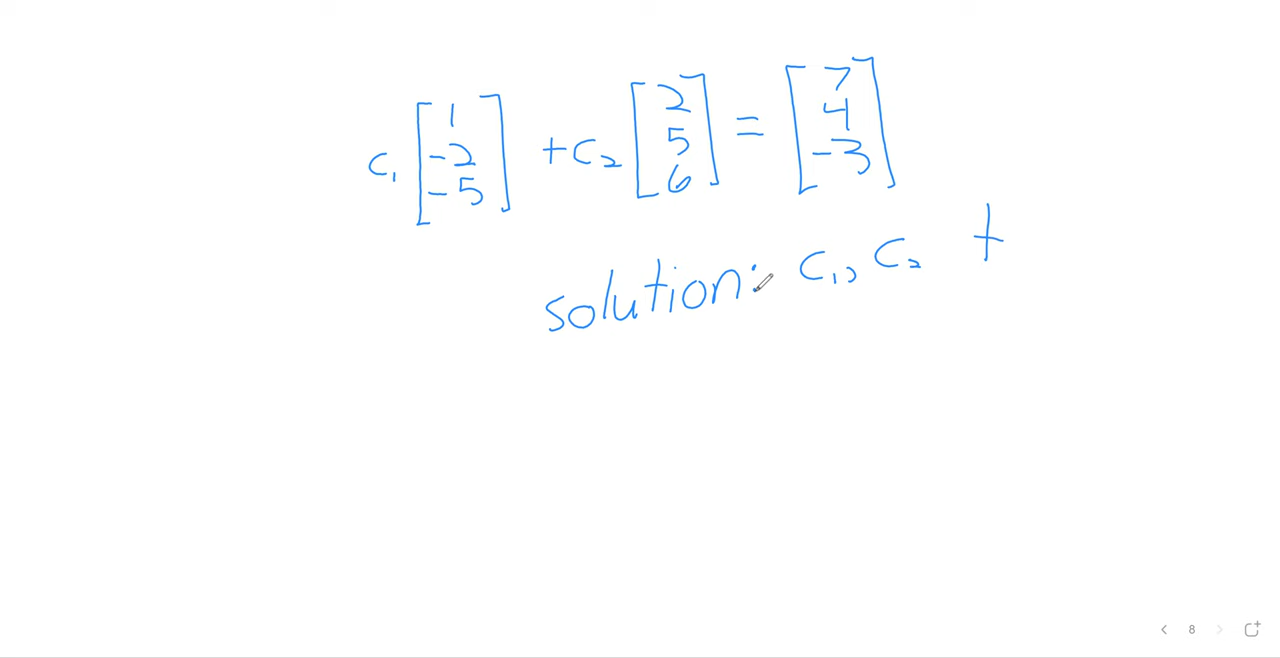 c₁ [1 -2 -5] + c₂ [2 5 6] = [7 4 -3]
solution: c₁, c₂ +
8